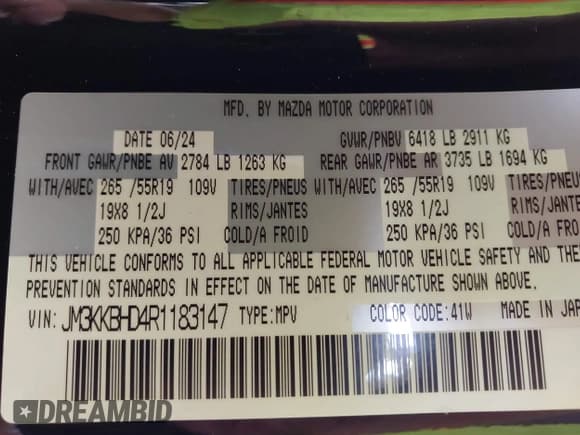 MFD. BY MAZDA MOTOR CORPORATION
DATE 06/24 GVWR/PNBV 6418 LB 2911 KG
FRONT GAWR/PNBE AV 2784 LB 1263 KG REAR GAWR/PNBE AR 3735 LB 1694 KG
WITH/AVEC 265 /55R19 109V TIRES/PNEUS WITH/AVEC 265 /55R19 109V TIRES/PNEUS
19X8 1/2J RIMS/JANTES 19X8 1/2J RIMS/JANTES
250 KPA/36 PSI COLD/A FROID 250 KPA/36 PSI COLD/A FROID
THIS VEHICLE CONFORMS TO ALL APPLICABLE FEDERAL MOTOR VEHICLE SAFETY AND THE
PREVENTION STANDARDS IN EFFECT ON THE DATE OF MANUFACTURE SHOWN ABOVE.
VIN: JM3KKBHD4R1183147 TYPE:MPV COLOR CODE:41W MADE IN JAP
DREAMBID